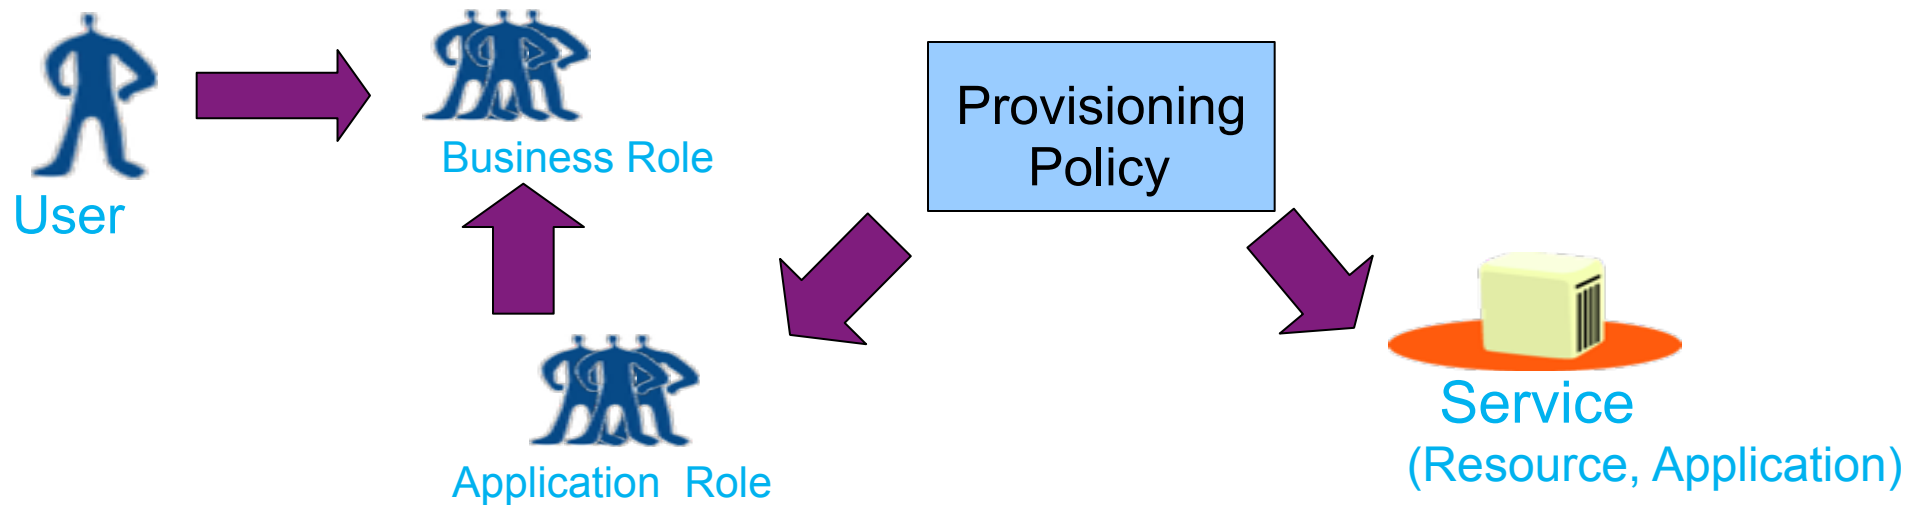 User
Business Role
Provisioning
Policy
Application  Role
Service
(Resource, Application)